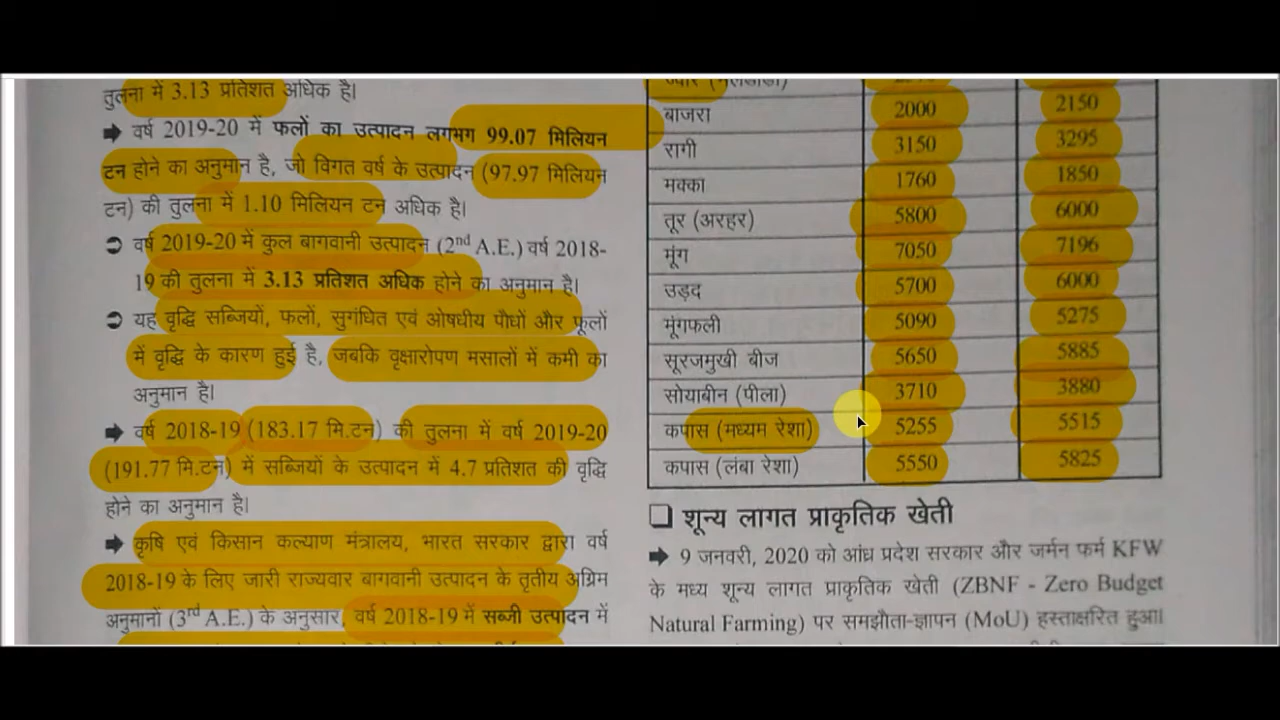 तुलना में 3.13 प्रतिशत अधिक है।
➡ वर्ष 2019-20 में फलों का उत्पादन लगभग 99.07 मिलियन
टन होने का अनुमान है, जो विगत वर्ष के उत्पादन (97.97 मिलियन
टन) की तुलना में 1.10 मिलियन टन अधिक है।
⊃ वर्ष 2019-20 में कुल बागवानी उत्पादन (2nd A.E.) वर्ष 2018-
19 की तुलना में 3.13 प्रतिशत अधिक होने का अनुमान है।
⊃ यह वृद्धि सब्जियों, फलों, सुगंधित एवं ओषधीय पौधों और फूलों
में वृद्धि के कारण हुई है, जबकि वृक्षारोपण मसालों में कमी का
अनुमान है।
➡ वर्ष 2018-19 (183.17 मि.टन) की तुलना में वर्ष 2019-20
(191.77 मि.टन) में सब्जियों के उत्पादन में 4.7 प्रतिशत की वृद्धि
होने का अनुमान है।
➡ कृषि एवं किसान कल्याण मंत्रालय, भारत सरकार द्वारा वर्ष
2018-19 के लिए जारी राज्यवार बागवानी उत्पादन के तृतीय अग्रिम
अनुमानों (3rd A.E.) के अनुसार, वर्ष 2018-19 में सब्जी उत्पादन में
बाजरा 2000 2150
रागी 3150 3295
मक्का 1760 1850
तूर (अरहर) 5800 6000
मूंग 7050 7196
उड़द 5700 6000
मूंगफली 5090 5275
सूरजमुखी बीज 5650 5885
सोयाबीन (पीला) 3710 3880
कपास (मध्यम रेशा) 5255 5515
कपास (लंबा रेशा) 5550 5825
❑ शून्य लागत प्राकृतिक खेती
➡ 9 जनवरी, 2020 को आंध्र प्रदेश सरकार और जर्मन फर्म KFW
के मध्य शून्य लागत प्राकृतिक खेती (ZBNF - Zero Budget
Natural Farming) पर समझौता-ज्ञापन (MoU) हस्ताक्षरित हुआ।